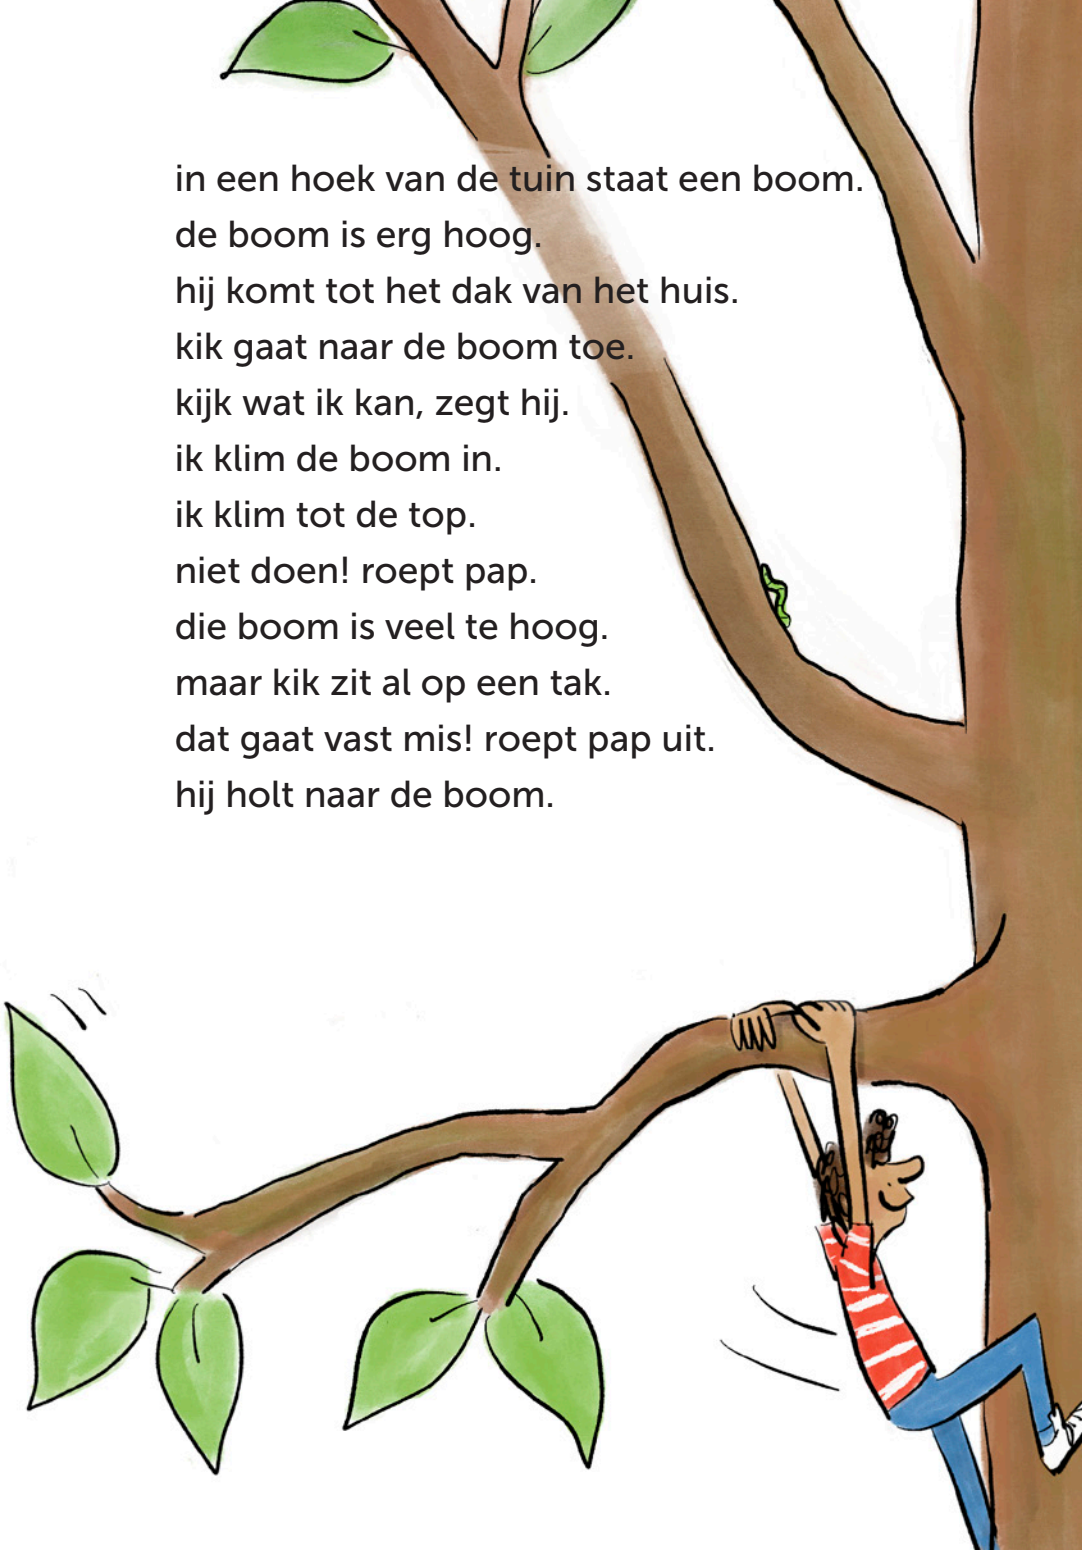 in een hoek van de tuin staat een boom.
de boom is erg hoog.
hij komt tot het dak van het huis.
kik gaat naar de boom toe.
kijk wat ik kan, zegt hij.
ik klim de boom in.
ik klim tot de top.
niet doen! roept pap.
die boom is veel te hoog.
maar kik zit al op een tak.
dat gaat vast mis! roept pap uit.
hij holt naar de boom.